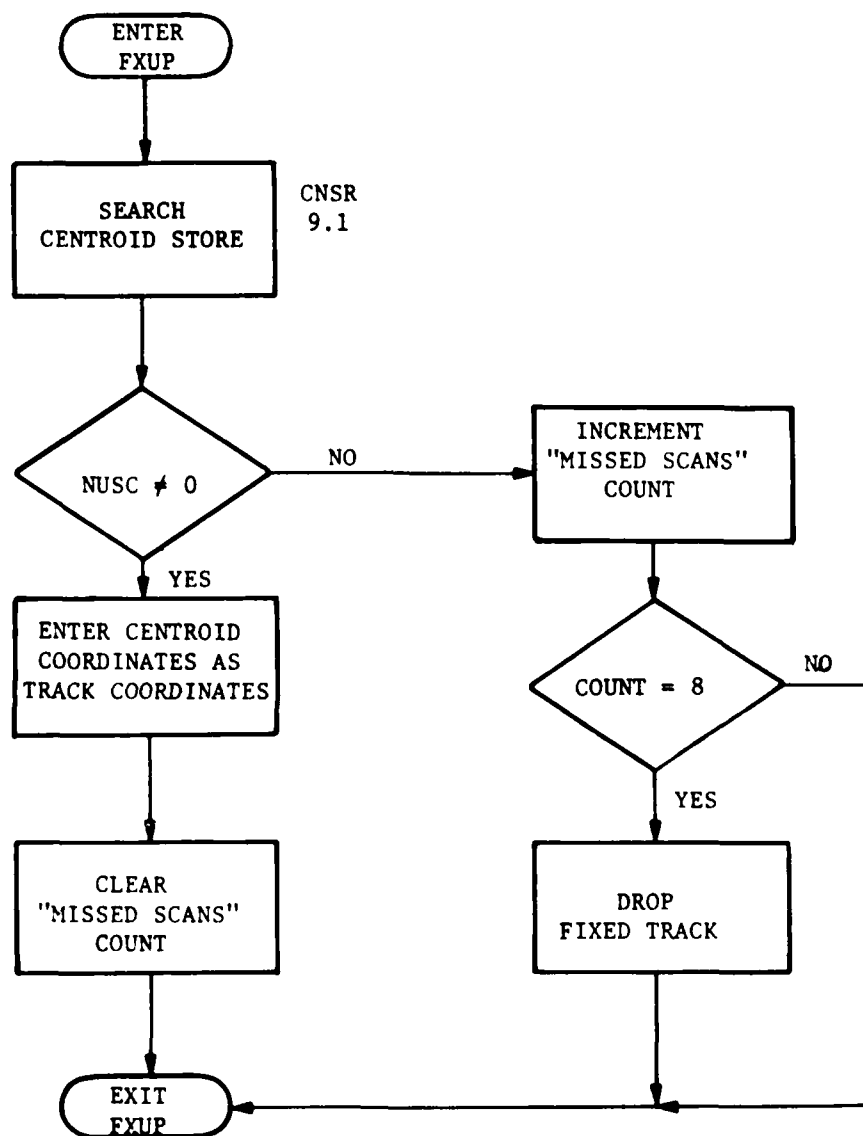 ENTER
FXUP
SEARCH
CENTROID STORE
CNSR
9.1
NUSC ≠ 0
NO
YES
INCREMENT
"MISSED SCANS"
COUNT
ENTER CENTROID
COORDINATES AS
TRACK COORDINATES
COUNT = 8
NO
YES
CLEAR
"MISSED SCANS"
COUNT
DROP
FIXED TRACK
EXIT
FXUP